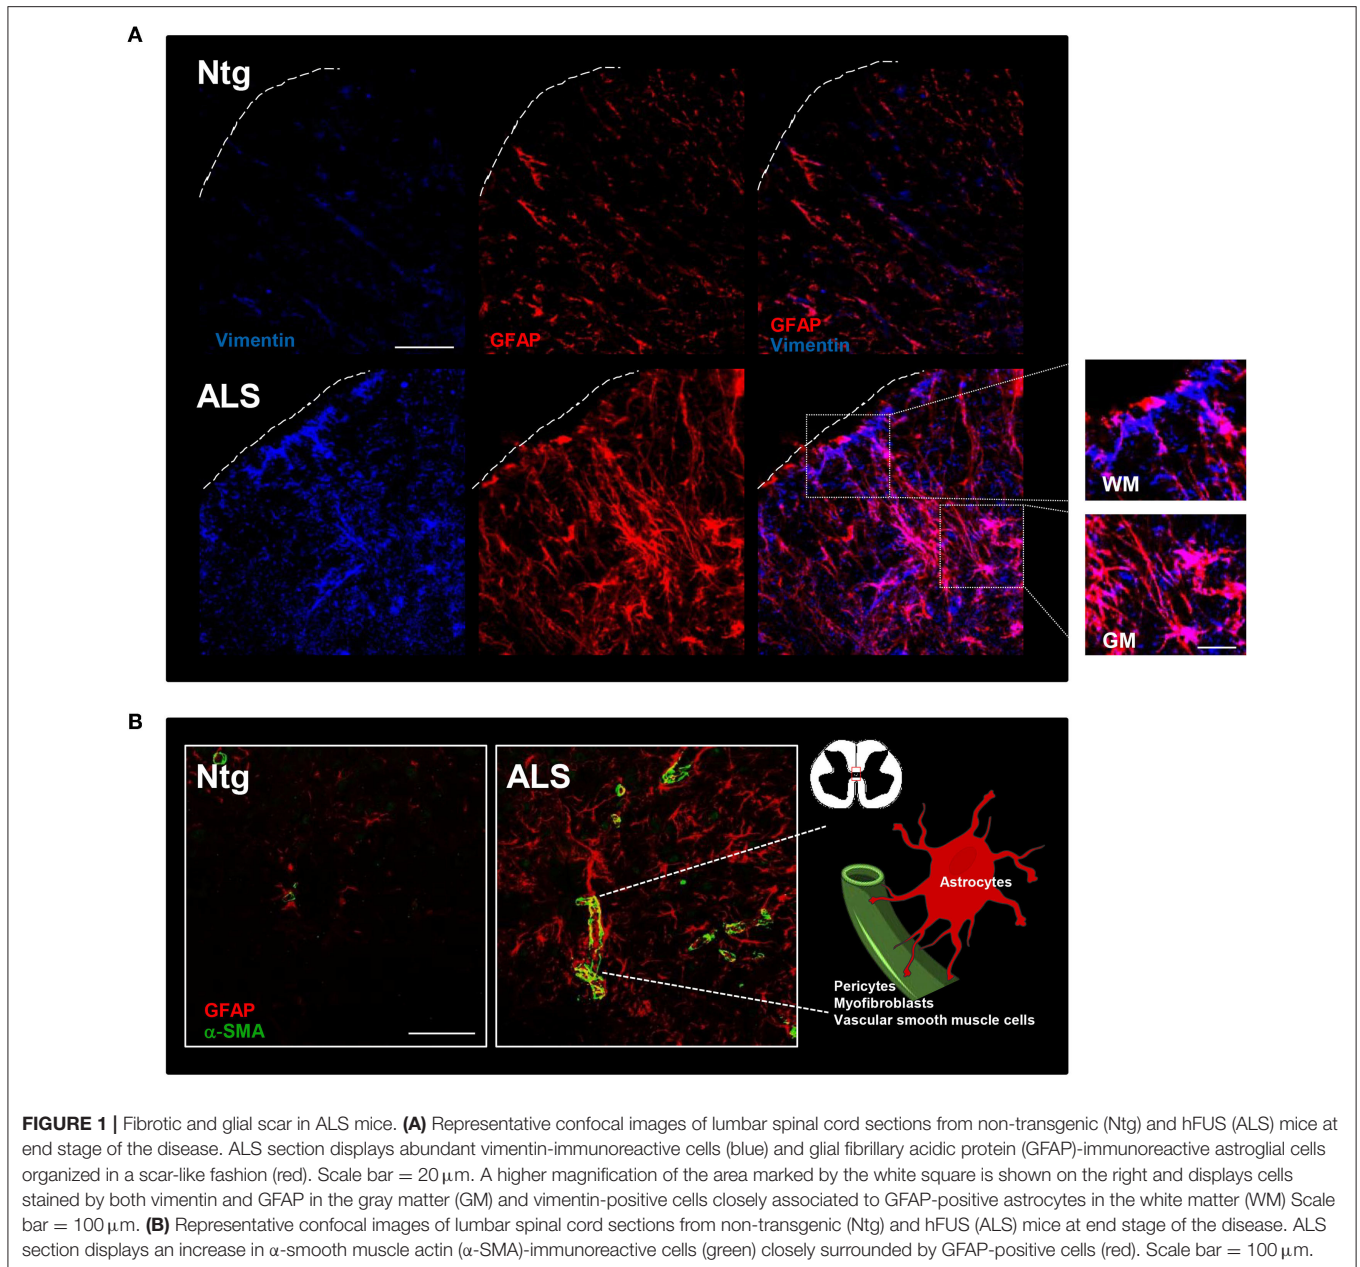 A
Ntg
Vimentin
GFAP
GFAP
Vimentin
ALS
WM
GM
B
Ntg
GFAP
α-SMA
ALS
Astrocytes
Pericytes
Myofibroblasts
Vascular smooth muscle cells
FIGURE 1 | Fibrotic and glial scar in ALS mice. (A) Representative confocal images of lumbar spinal cord sections from non-transgenic (Ntg) and hFUS (ALS) mice at
end stage of the disease. ALS section displays abundant vimentin-immunoreactive cells (blue) and glial fibrillary acidic protein (GFAP)-immunoreactive astroglial cells
organized in a scar-like fashion (red). Scale bar = 20 μm. A higher magnification of the area marked by the white square is shown on the right and displays cells
stained by both vimentin and GFAP in the gray matter (GM) and vimentin-positive cells closely associated to GFAP-positive astrocytes in the white matter (WM) Scale
bar = 100 μm. (B) Representative confocal images of lumbar spinal cord sections from non-transgenic (Ntg) and hFUS (ALS) mice at end stage of the disease. ALS
section displays an increase in α-smooth muscle actin (α-SMA)-immunoreactive cells (green) closely surrounded by GFAP-positive cells (red). Scale bar = 100 μm.